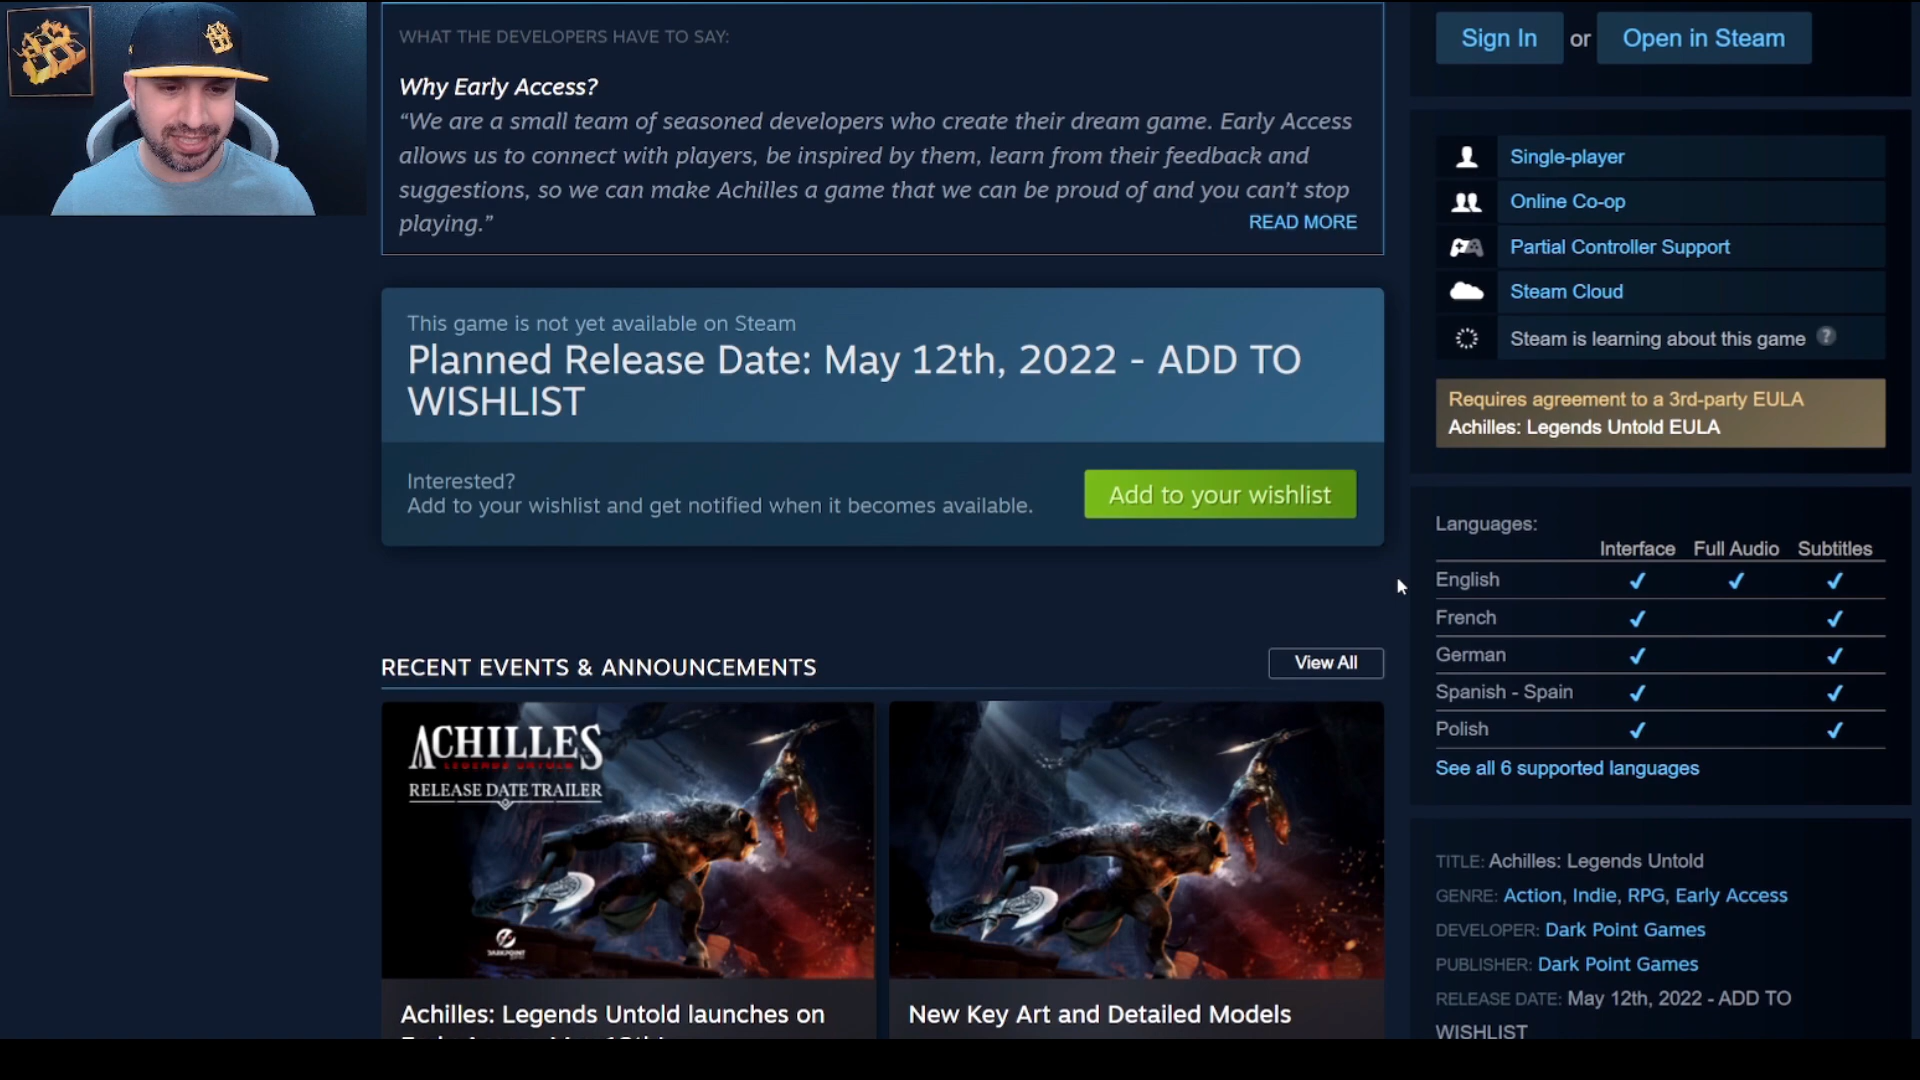 WHAT THE DEVELOPERS HAVE TO SAY:
Why Early Access?
“We are a small team of seasoned developers who create their dream game. Early Access
allows us to connect with players, be inspired by them, learn from their feedback and
suggestions, so we can make Achilles a game that we can be proud of and you can’t stop
playing.”
READ MORE
This game is not yet available on Steam
Planned Release Date: May 12th, 2022 - ADD TO
WISHLIST
Interested?
Add to your wishlist and get notified when it becomes available.
Add to your wishlist
RECENT EVENTS & ANNOUNCEMENTS
View All
ACHILLES
LEGENDS UNTOLD
RELEASE DATE TRAILER
DARKPOINT
Achilles: Legends Untold launches on
New Key Art and Detailed Models
Sign In or Open in Steam
Single-player
Online Co-op
Partial Controller Support
Steam Cloud
Steam is learning about this game ?
Requires agreement to a 3rd-party EULA
Achilles: Legends Untold EULA
Languages:
Interface Full Audio Subtitles
English ✔ ✔ ✔
French ✔ ✔
German ✔ ✔
Spanish - Spain ✔ ✔
Polish ✔ ✔
See all 6 supported languages
TITLE: Achilles: Legends Untold
GENRE: Action, Indie, RPG, Early Access
DEVELOPER: Dark Point Games
PUBLISHER: Dark Point Games
RELEASE DATE: May 12th, 2022 - ADD TO
WISHLIST